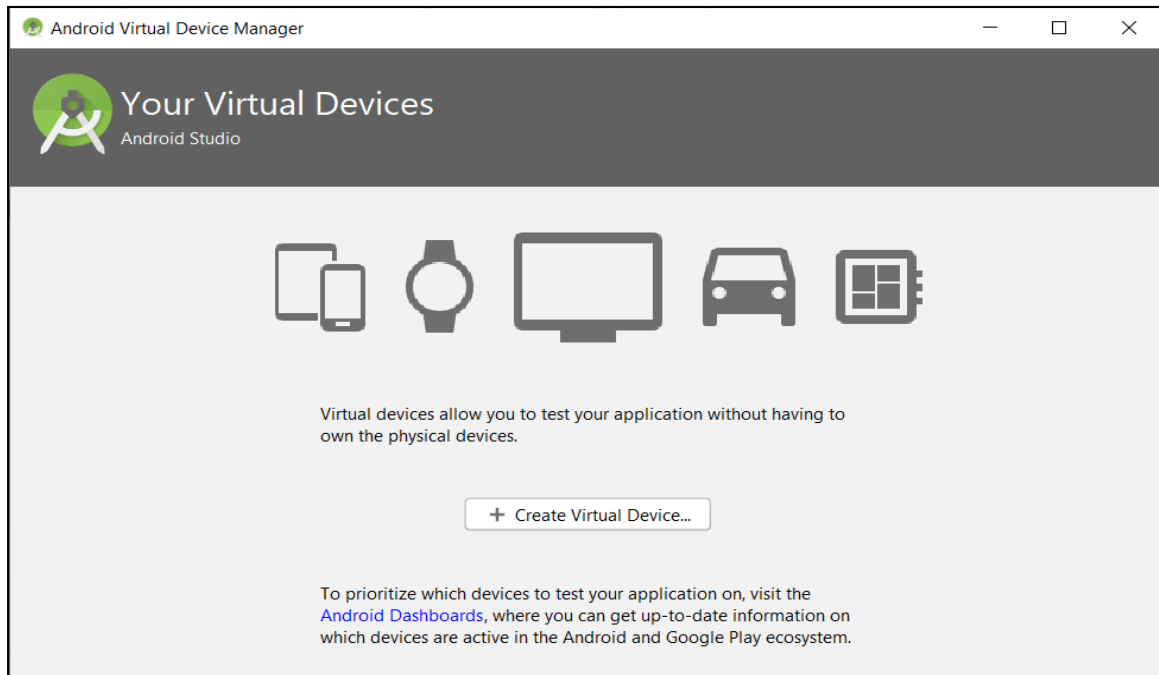 Android Virtual Device Manager
Your Virtual Devices
Android Studio
Virtual devices allow you to test your application without having to
own the physical devices.
+ Create Virtual Device...
To prioritize which devices to test your application on, visit the
Android Dashboards, where you can get up-to-date information on
which devices are active in the Android and Google Play ecosystem.